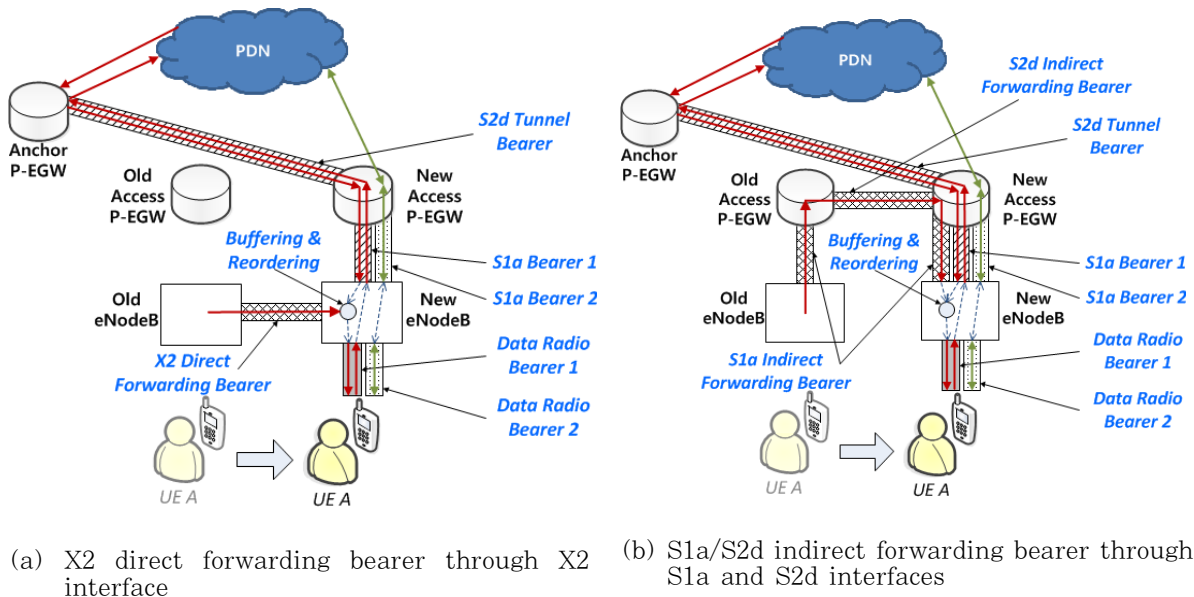 PDN
S2d Tunnel
Bearer
Anchor
P-EGW
Old
Access
P-EGW
New
Access
P-EGW
Buffering &
Reordering
S1a Bearer 1
S1a Bearer 2
Old
eNodeB
New
eNodeB
X2 Direct
Forwarding Bearer
Data Radio
Bearer 1
Data Radio
Bearer 2
UE A
UE A
(a) X2 direct forwarding bearer through X2
interface
PDN
S2d Indirect
Forwarding Bearer
S2d Tunnel
Bearer
Anchor
P-EGW
Old
Access
P-EGW
New
Access
P-EGW
Buffering &
Reordering
S1a Bearer 1
S1a Bearer 2
Old
eNodeB
New
eNodeB
S1a Indirect
Forwarding Bearer
Data Radio
Bearer 1
Data Radio
Bearer 2
UE A
UE A
(b) S1a/S2d indirect forwarding bearer through
S1a and S2d interfaces